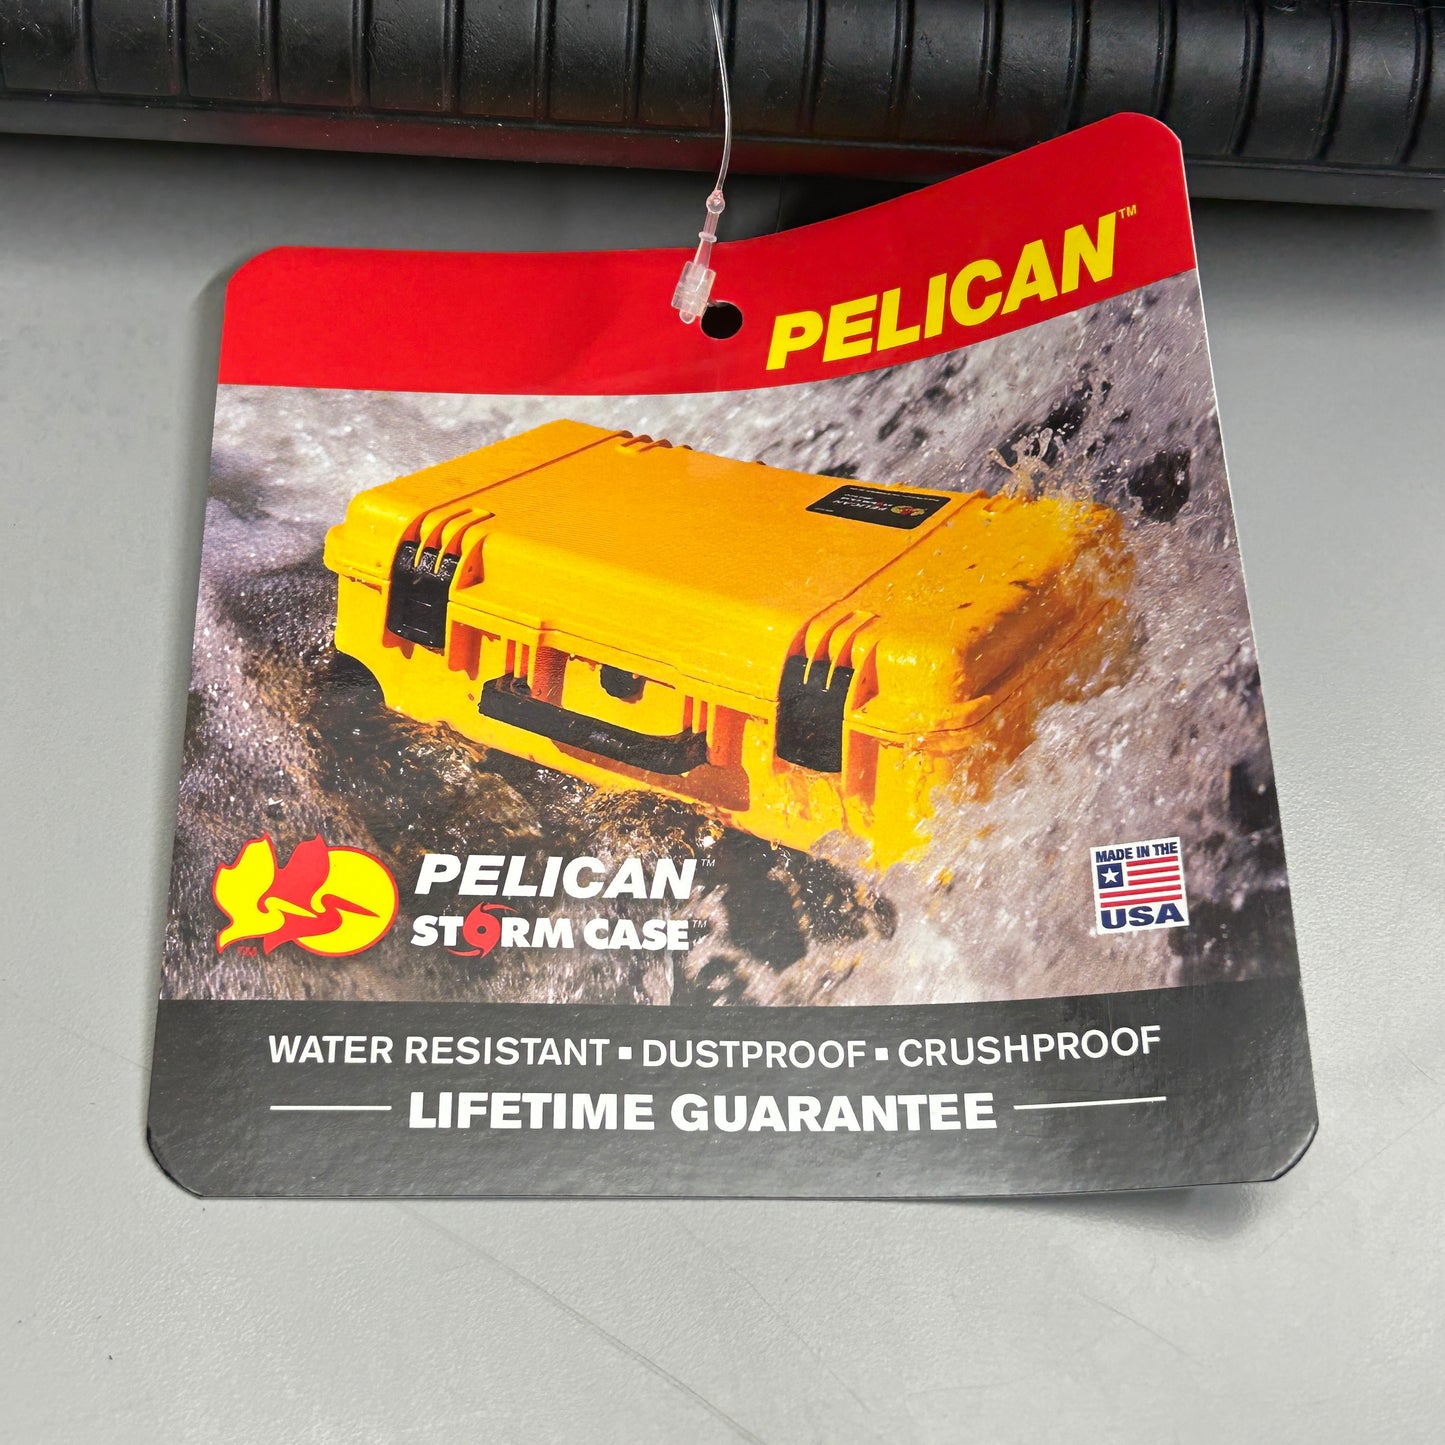 PELICAN™
PELICAN™
STORM CASE™
MADE IN THE
USA
WATER RESISTANT ▪ DUSTPROOF ▪ CRUSHPROOF
LIFETIME GUARANTEE